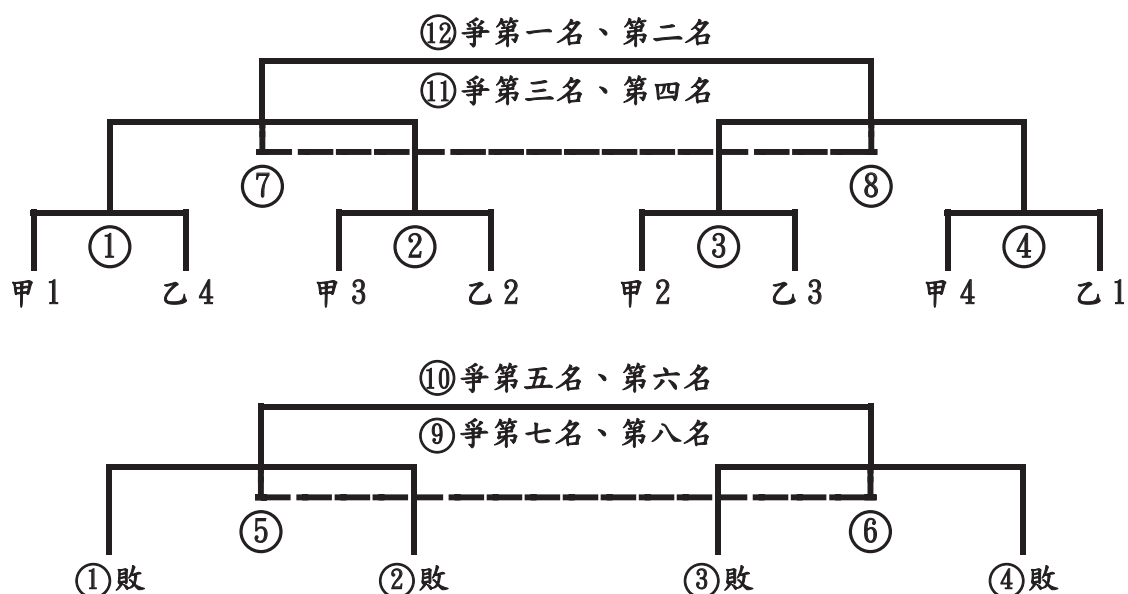 ⑫爭第一名、第二名
⑪爭第三名、第四名
⑦ ⑧
① ② ③ ④
甲1 乙4 甲3 乙2 甲2 乙3 甲4 乙1
⑩爭第五名、第六名
⑨爭第七名、第八名
⑤ ⑥
①敗 ②敗 ③敗 ④敗